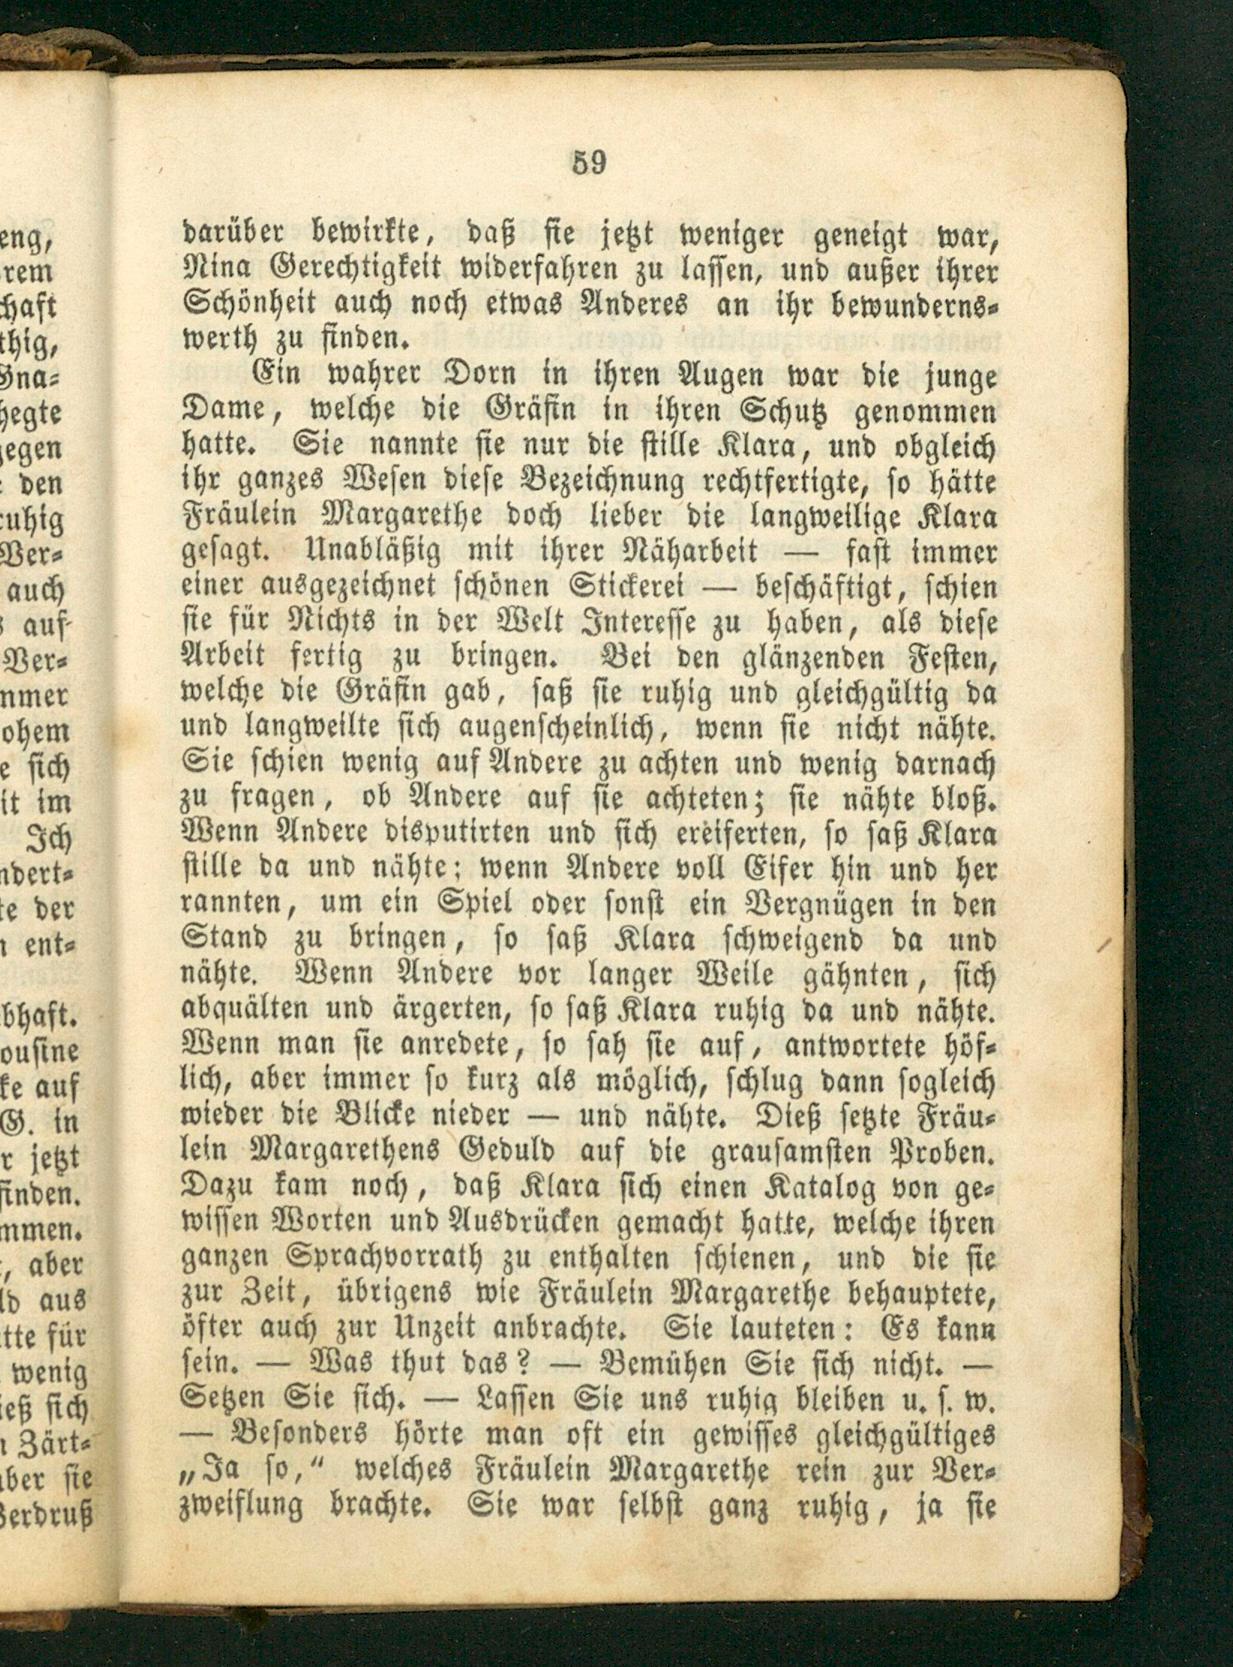 59
darüber bewirkte, daß sie jetzt weniger geneigt war,
Nina Gerechtigkeit widerfahren zu lassen, und außer ihrer
Schönheit auch noch etwas Anderes an ihr bewunderns-
werth zu finden.
Ein wahrer Dorn in ihren Augen war die junge
Dame, welche die Gräfin in ihren Schutz genommen
hatte. Sie nannte sie nur die stille Klara, und obgleich
ihr ganzes Wesen diese Bezeichnung rechtfertigte, so hätte
Fräulein Margarethe doch lieber die langweilige Klara
gesagt. Unabläßig mit ihrer Näharbeit — fast immer
einer ausgezeichnet schönen Stickerei — beschäftigt, schien
sie für Nichts in der Welt Interesse zu haben, als diese
Arbeit fertig zu bringen. Bei den glänzenden Festen,
welche die Gräfin gab, saß sie ruhig und gleichgültig da
und langweilte sich augenscheinlich, wenn sie nicht nähte.
Sie schien wenig auf Andere zu achten und wenig darnach
zu fragen, ob Andere auf sie achteten; sie nähte bloß.
Wenn Andere disputirten und sich ereiferten, so saß Klara
stille da und nähte; wenn Andere voll Eifer hin und her
rannten, um ein Spiel oder sonst ein Vergnügen in den
Stand zu bringen, so saß Klara schweigend da und
nähte. Wenn Andere vor langer Weile gähnten, sich
abquälten und ärgerten, so saß Klara ruhig da und nähte.
Wenn man sie anredete, so sah sie auf, antwortete höf-
lich, aber immer so kurz als möglich, schlug dann sogleich
wieder die Blicke nieder — und nähte. Dieß setzte Fräu-
lein Margarethens Geduld auf die grausamsten Proben.
Dazu kam noch, daß Klara sich einen Katalog von ge-
wissen Worten und Ausdrücken gemacht hatte, welche ihren
ganzen Sprachvorrath zu enthalten schienen, und die sie
zur Zeit, übrigens wie Fräulein Margarethe behauptete,
öfter auch zur Unzeit anbrachte. Sie lauteten: Es kann
sein. — Was thut das? — Bemühen Sie sich nicht. —
Setzen Sie sich. — Lassen Sie uns ruhig bleiben u. s. w.
— Besonders hörte man oft ein gewisses gleichgültiges
„Ja so,“ welches Fräulein Margarethe rein zur Ver-
zweiflung brachte. Sie war selbst ganz ruhig, ja sie